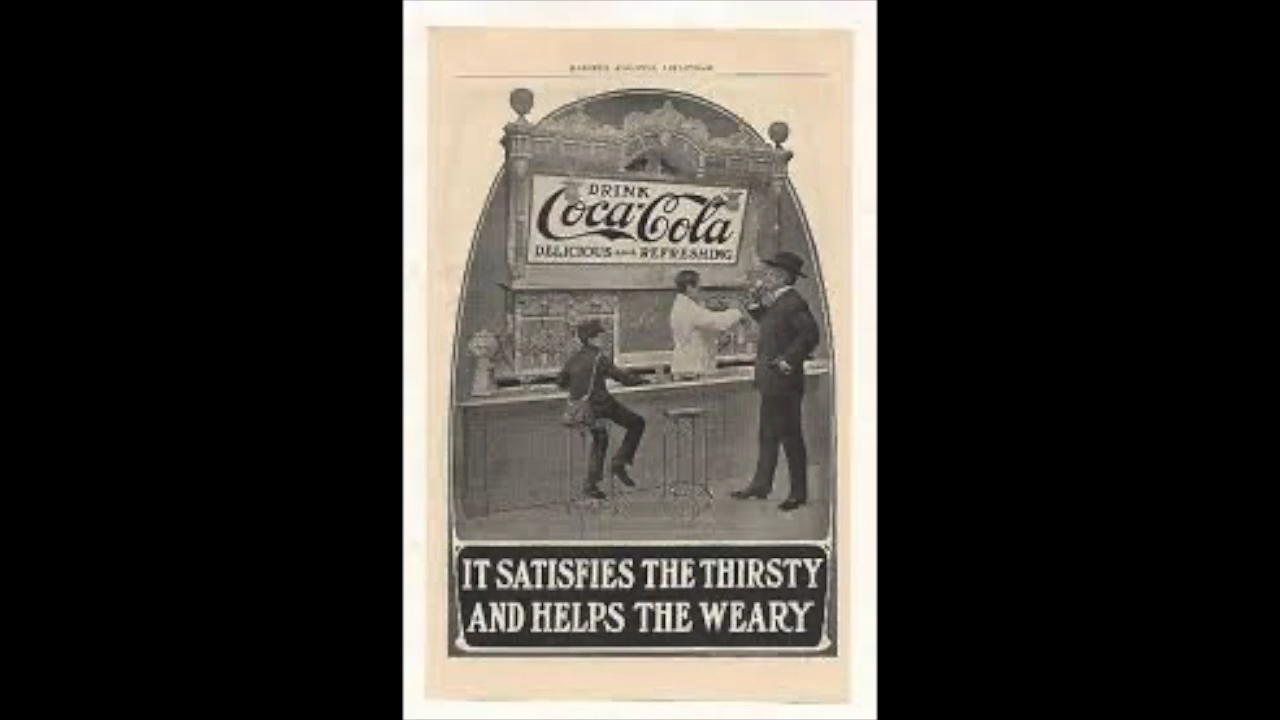 DRINK
Coca-Cola
DELICIOUS AND REFRESHING
IT SATISFIES THE THIRSTY
AND HELPS THE WEARY